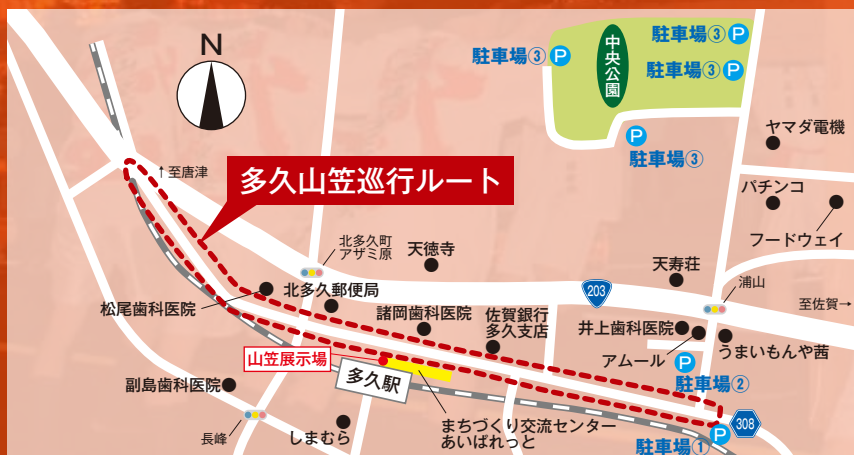 N
中央公園
駐車場③ P
駐車場③ P
駐車場③ P
P
駐車場③
ヤマダ電機
パチンコ
フードウェイ
↑至唐津
多久山笠巡行ルート
北多久町
アザミ原
天徳寺
天寿荘
203
浦山
至佐賀→
松尾歯科医院
北多久郵便局
諸岡歯科医院
佐賀銀行
多久支店
井上歯科医院
アムール
うまいもんや茜
P
駐車場②
山笠展示場
多久駅
副島歯科医院
長峰
しまむら
まちづくり交流センター
あいぱれっと
308
駐車場① P